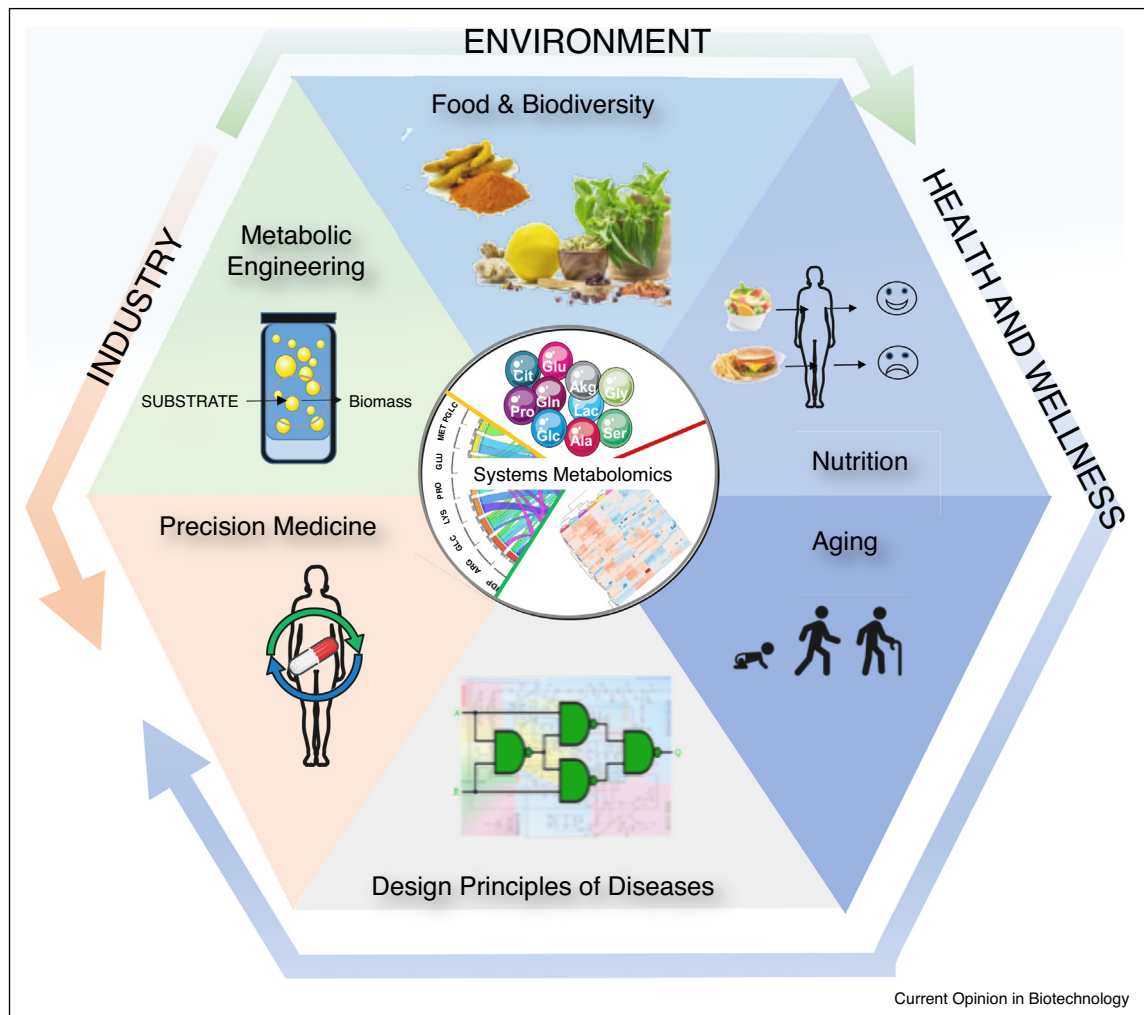 ENVIRONMENT
Food & Biodiversity
INDUSTRY
HEALTH AND WELLNESS
Metabolic
Engineering
SUBSTRATE
Biomass
Nutrition
Cit
Glu
Akg
Gly
Pro
Gln
Lac
Glc
Ala
Ser
Systems Metabolomics
PGLC
MET
GLU
PRO
LYS
GLC
ARG
Precision Medicine
Aging
A
B
Q
Design Principles of Diseases
Current Opinion in Biotechnology